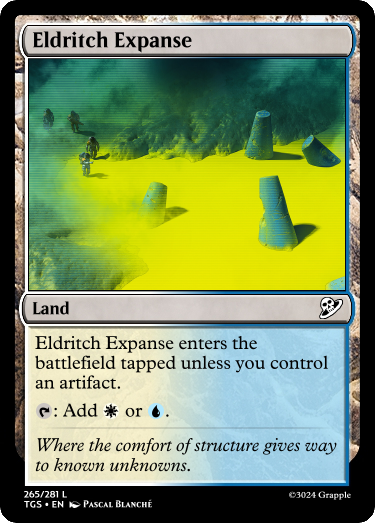 Eldritch Expanse
Land
Eldritch Expanse enters the
battlefield tapped unless you control
an artifact.
: Add or .
Where the comfort of structure gives way
to known unknowns.
265/281 L
TGS • EN Pascal Blanché
©3024 Grapple